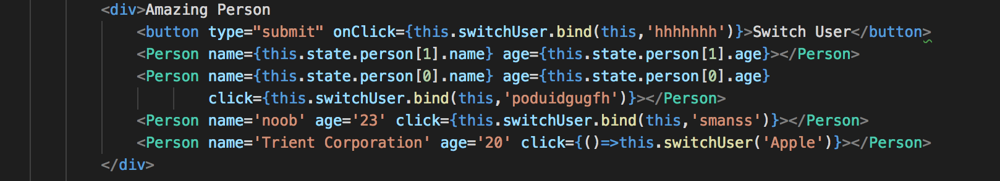 <div>Amazing Person
<button type="submit" onClick={this.switchUser.bind(this,'hhhhhhh')}>Switch User</button>
<Person name={this.state.person[1].name} age={this.state.person[1].age}></Person>
<Person name={this.state.person[0].name} age={this.state.person[0].age}
click={this.switchUser.bind(this,'poduidgugfh')}></Person>
<Person name='noob' age='23' click={this.switchUser.bind(this,'smanss')}></Person>
<Person name='Trient Corporation' age='20' click={()=>this.switchUser('Apple')}></Person>
</div>